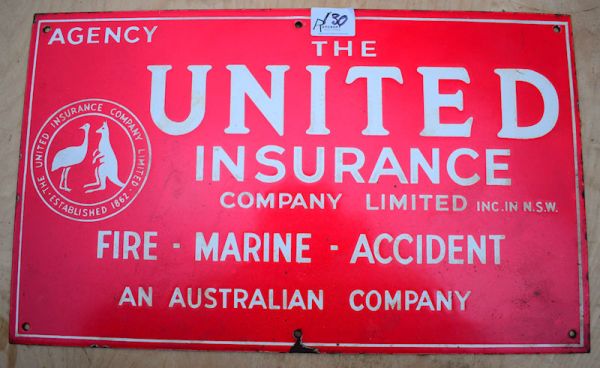 130
AGENCY
THE
UNITED
INSURANCE
COMPANY LIMITED INC. IN N.S.W.
THE UNITED INSURANCE COMPANY LIMITED
· ESTABLISHED 1862 ·
FIRE - MARINE - ACCIDENT
AN AUSTRALIAN COMPANY